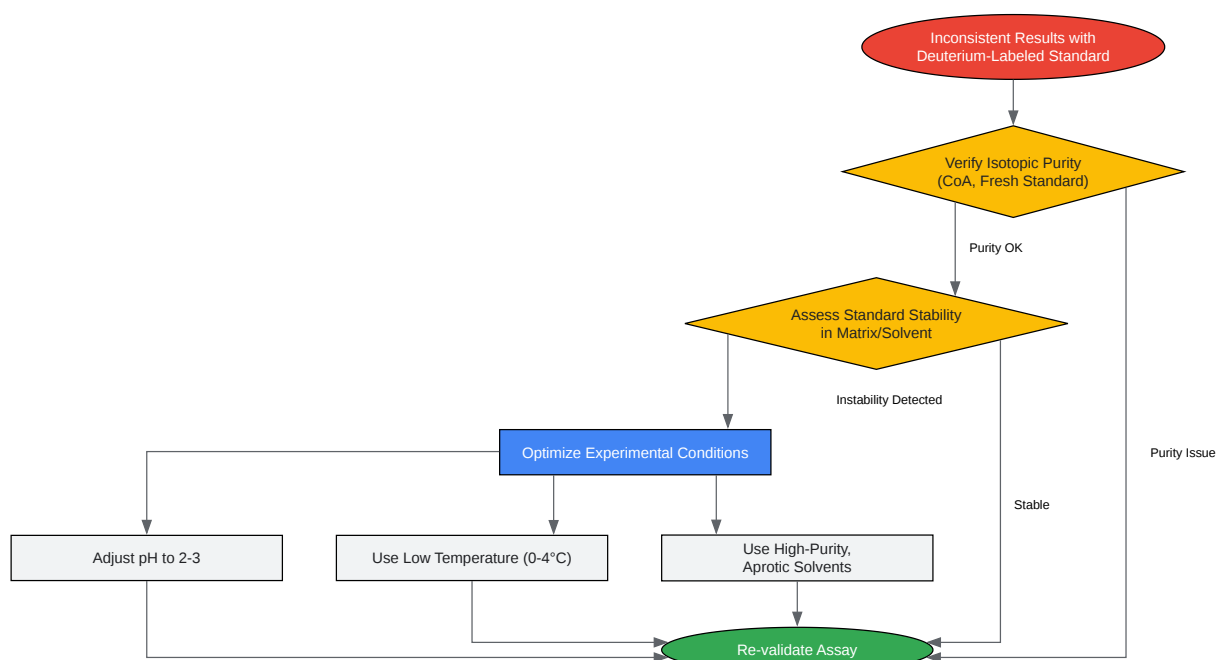 Inconsistent Results with
Deuterium-Labeled Standard
Verify Isotopic Purity
(CoA, Fresh Standard)
Purity OK
Assess Standard Stability
in Matrix/Solvent
Instability Detected
Optimize Experimental Conditions
Purity Issue
Stable
Adjust pH to 2-3
Use Low Temperature (0-4°C)
Use High-Purity,
Aprotic Solvents
Re-validate Assay